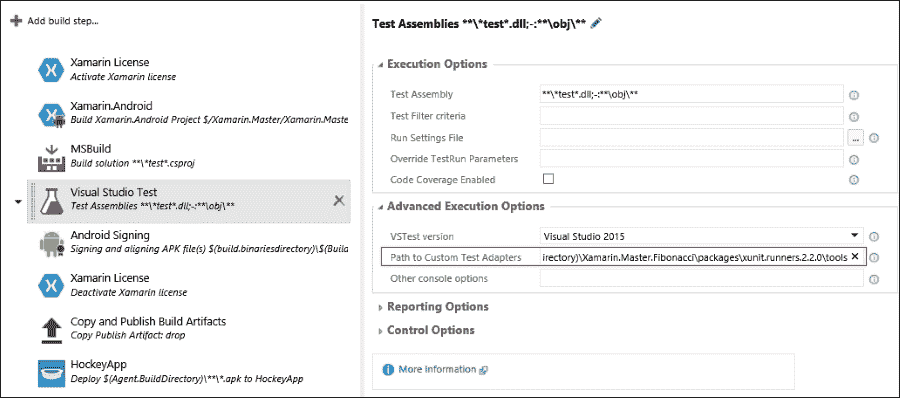 Add build step...
Xamarin License
Activate Xamarin license
Xamarin.Android
Build Xamarin.Android Project $/Xamarin.Master/Xamarin.Maste
MSBuild
Build solution **\*test*.csproj
Visual Studio Test
Test Assemblies **\*test*.dll;-:**\obj\**
Android Signing
Signing and aligning APK file(s) $(build.binariesdirectory)\$(Build
Xamarin License
Deactivate Xamarin license
Copy and Publish Build Artifacts
Copy Publish Artifact: drop
HockeyApp
Deploy $(Agent.BuildDirectory)\**\*.apk to HockeyApp
Test Assemblies **\*test*.dll;-:**\obj\**
Execution Options
Test Assembly **\*test*.dll;-:**\obj\**
Test Filter criteria
Run Settings File ...
Override TestRun Parameters
Code Coverage Enabled
Advanced Execution Options
VSTest version Visual Studio 2015
Path to Custom Test Adapters irectory)\Xamarin.Master.Fibonacci\packages\xunit.runners.2.2.0\tools
Other console options
Reporting Options
Control Options
More Information